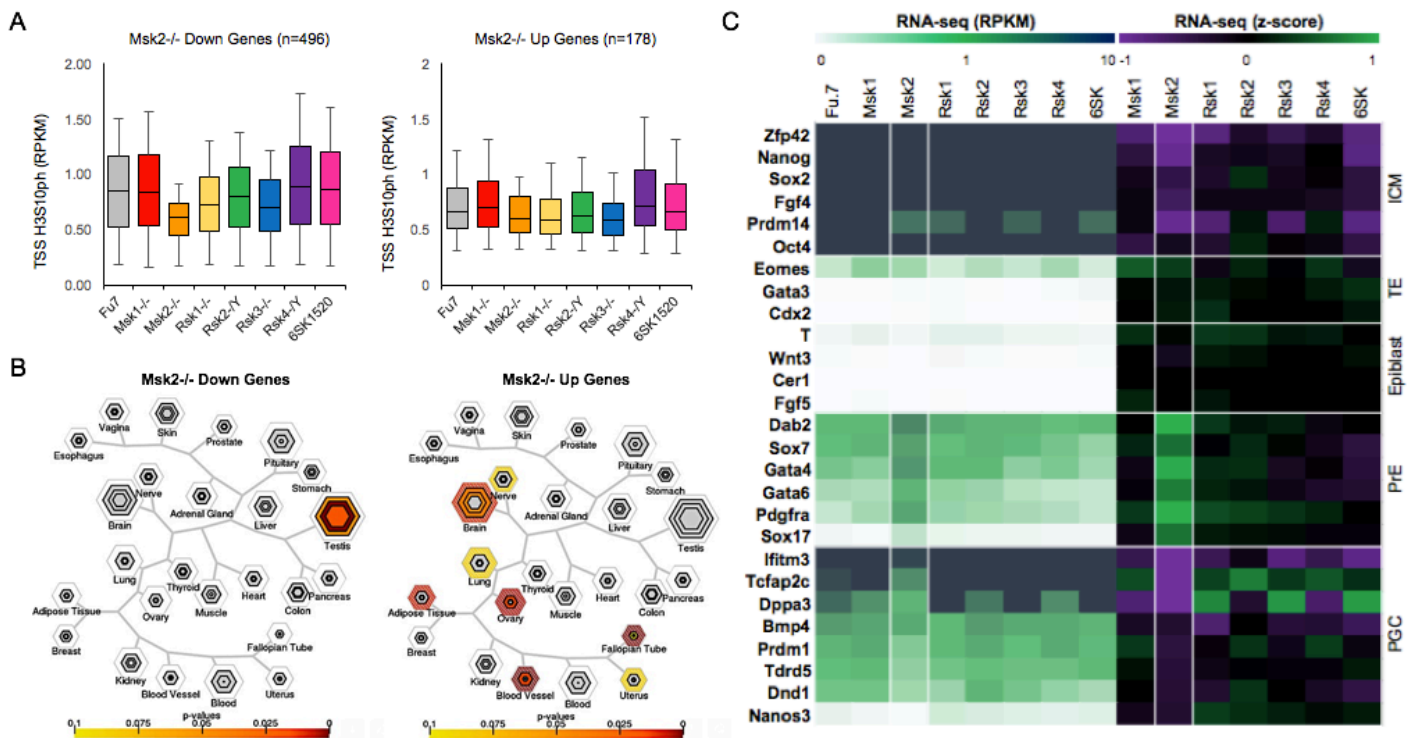 A
Msk2-/- Down Genes (n=496)
TSS H3S10ph (RPKM)
2.00
1.50
1.00
0.50
0.00
Fu7
Msk1-/-
Msk2-/-
Rsk1-/-
Rsk2-/Y
Rsk3-/-
Rsk4-/Y
6SK1520
Msk2-/- Up Genes (n=178)
TSS H3S10ph (RPKM)
2
1.50
1.00
0.50
0
Fu7
Msk1-/-
Msk2-/-
Rsk1-/-
Rsk2-/Y
Rsk3-/-
Rsk4-/Y
6SK1520
B
Msk2-/- Down Genes
Vagina
Skin
Prostate
Esophagus
Pituitary
Stomach
Nerve
Brain
Adrenal Gland
Liver
Testis
Lung
Thyroid
Heart
Pancreas
Adipose Tissue
Ovary
Muscle
Colon
Breast
Fallopian Tube
Kidney
Blood Vessel
Blood
Uterus
p-values
0.1
0.075
0.05
0.025
0
Msk2-/- Up Genes
Vagina
Skin
Prostate
Esophagus
Pituitary
Stomach
Nerve
Brain
Adrenal Gland
Liver
Testis
Lung
Thyroid
Heart
Pancreas
Adipose Tissue
Ovary
Muscle
Colon
Breast
Fallopian Tube
Kidney
Blood Vessel
Blood
Uterus
p-values
0.1
0.075
0.05
0.025
0
C
RNA-seq (RPKM)
0
1
10
RNA-seq (z-score)
-1
0
1
Fu.7
Msk1
Msk2
Rsk1
Rsk2
Rsk3
Rsk4
6SK
Msk1
Msk2
Rsk1
Rsk2
Rsk3
Rsk4
6SK
Zfp42
Nanog
Sox2
Fgf4
Prdm14
Oct4
ICM
Eomes
Gata3
Cdx2
TE
T
Wnt3
Cer1
Fgf5
Epiblast
Dab2
Sox7
Gata4
Gata6
Pdgfra
Sox17
PrE
Ifitm3
Tcfap2c
Dppa3
Bmp4
Prdm1
Tdrd5
Dnd1
Nanos3
PGC